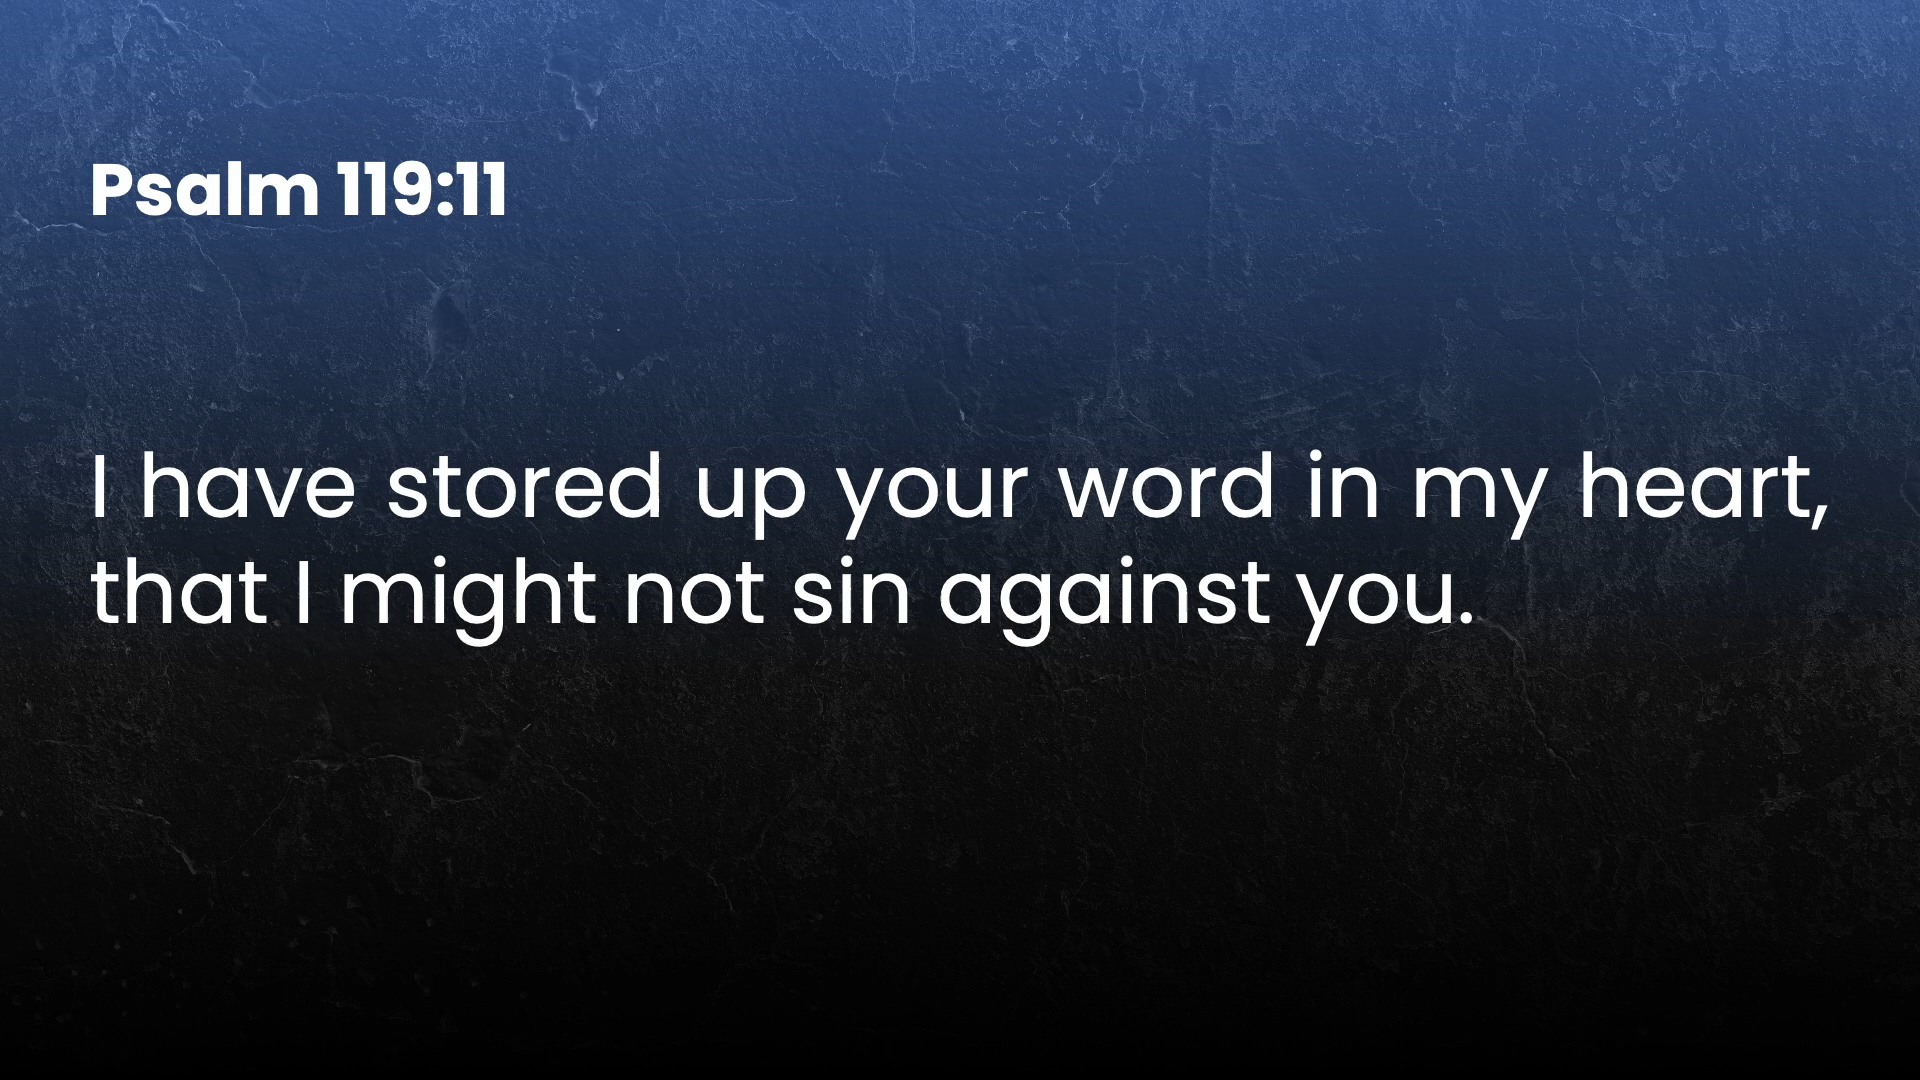 Psalm 119:11
I have stored up your word in my heart,
that I might not sin against you.